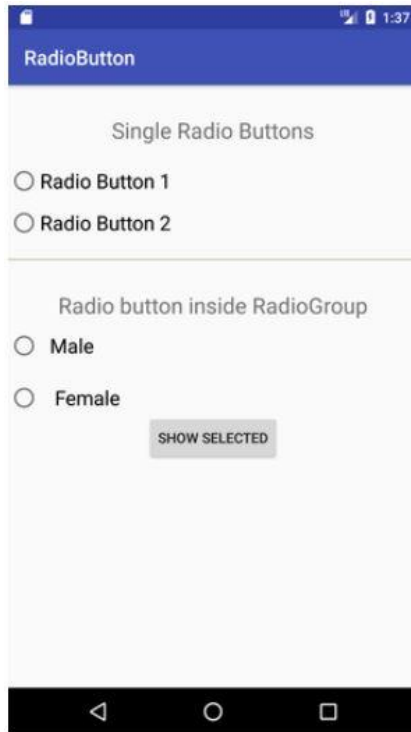 1:37
RadioButton
Single Radio Buttons
Radio Button 1
Radio Button 2
Radio button inside RadioGroup
Male
Female
SHOW SELECTED